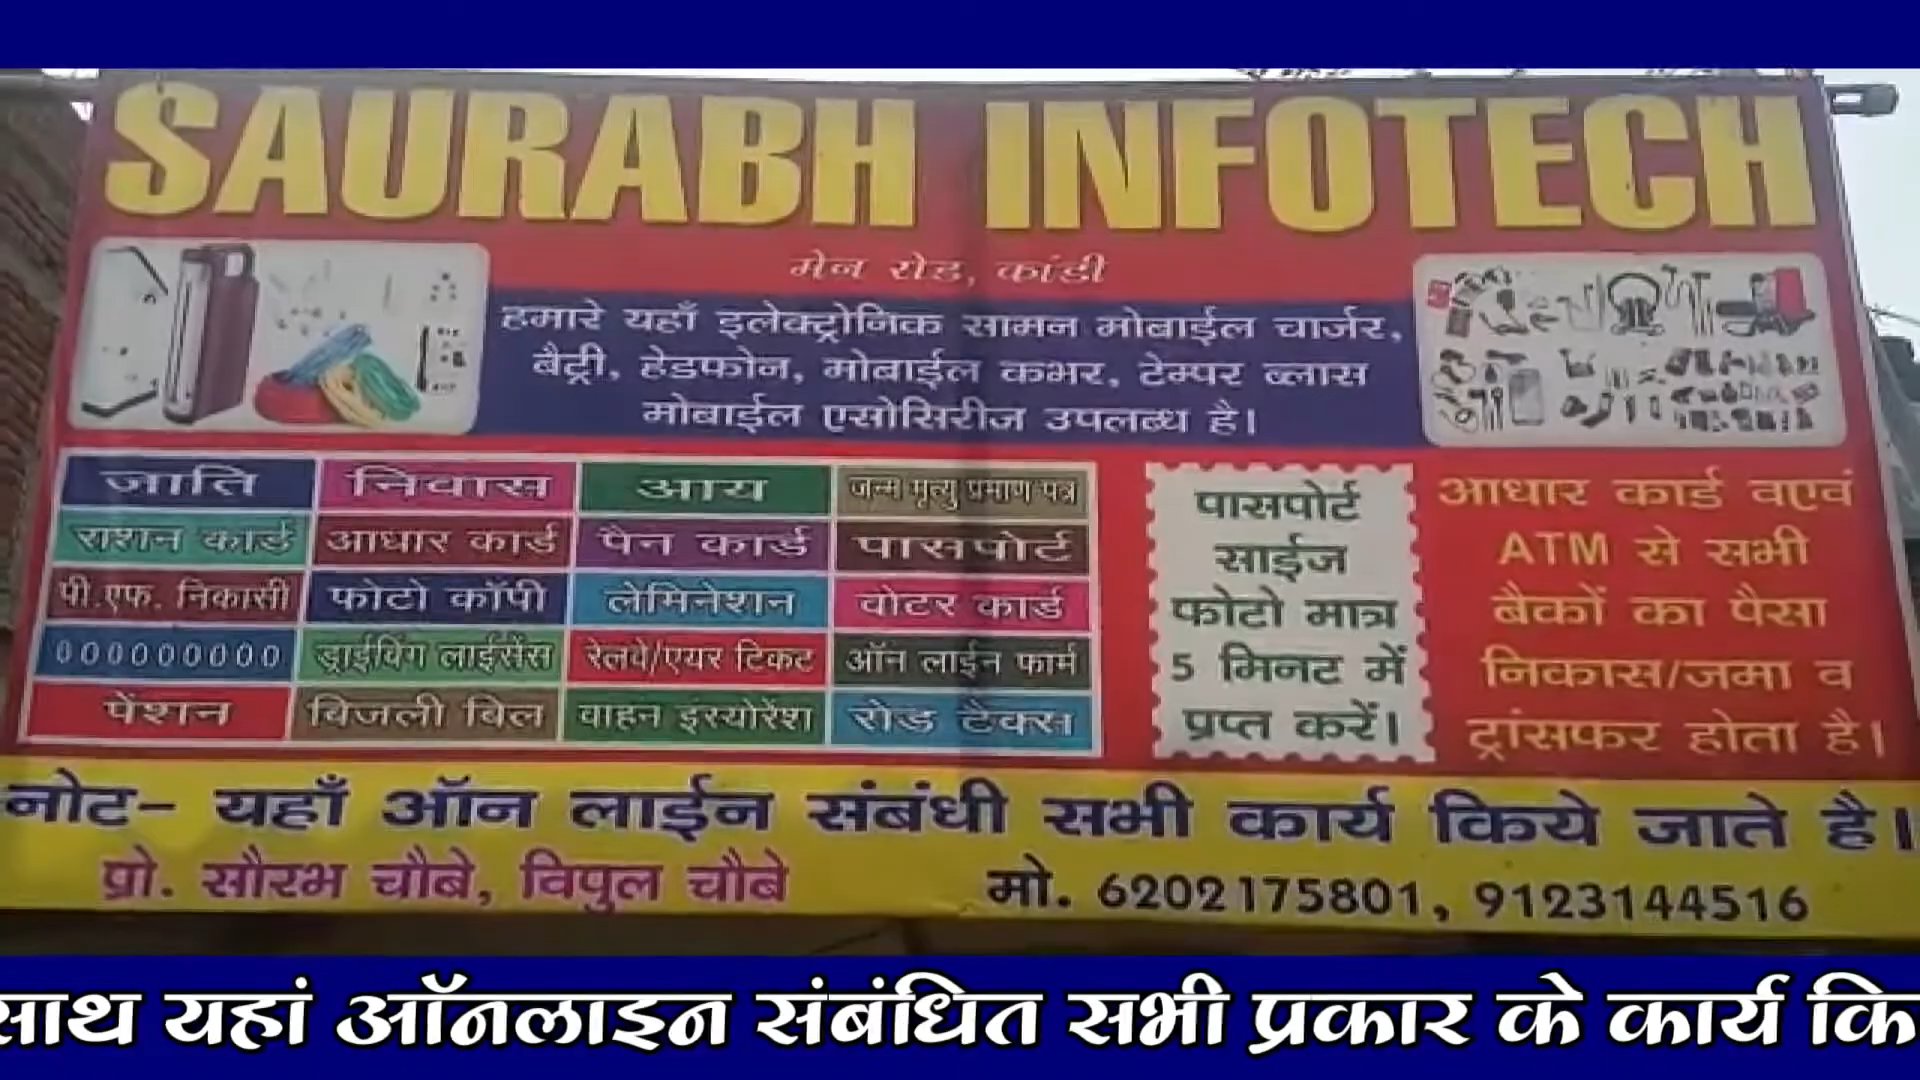 SAURABH INFOTECH
मेन रोड, कांडी
हमारे यहाँ इलेक्ट्रोनिक सामन मोबाईल चार्जर,
बैट्री, हेडफोन, मोबाईल कभर, टेम्पर ब्लास
मोबाईल एसोसिरीज उपलब्ध है।
जाति निवास आय जन्म मृत्यु प्रमाण पत्र
राशन कार्ड आधार कार्ड पैन कार्ड पासपोर्ट
पी.एफ. निकासी फोटो कॉपी लेमिनेशन वोटर कार्ड
0000000000 ड्राईविंग लाईसेंस रेलवे/एयर टिकट ऑन लाईन फार्म
पेंशन बिजली बिल वाहन इंस्योरेंश रोड टैक्स
पासपोर्ट
साईज
फोटो मात्र
5 मिनट में
प्रप्त करें।
आधार कार्ड वएवं
ATM से सभी
बैकों का पैसा
निकास/जमा व
ट्रांसफर होता है।
नोट- यहाँ ऑन लाईन संबंधी सभी कार्य किये जाते है।
प्रो. सौरभ चौबे, विपुल चौबे मो. 6202175801, 9123144516
साथ यहां ऑनलाइन संबंधित सभी प्रकार के कार्य कि